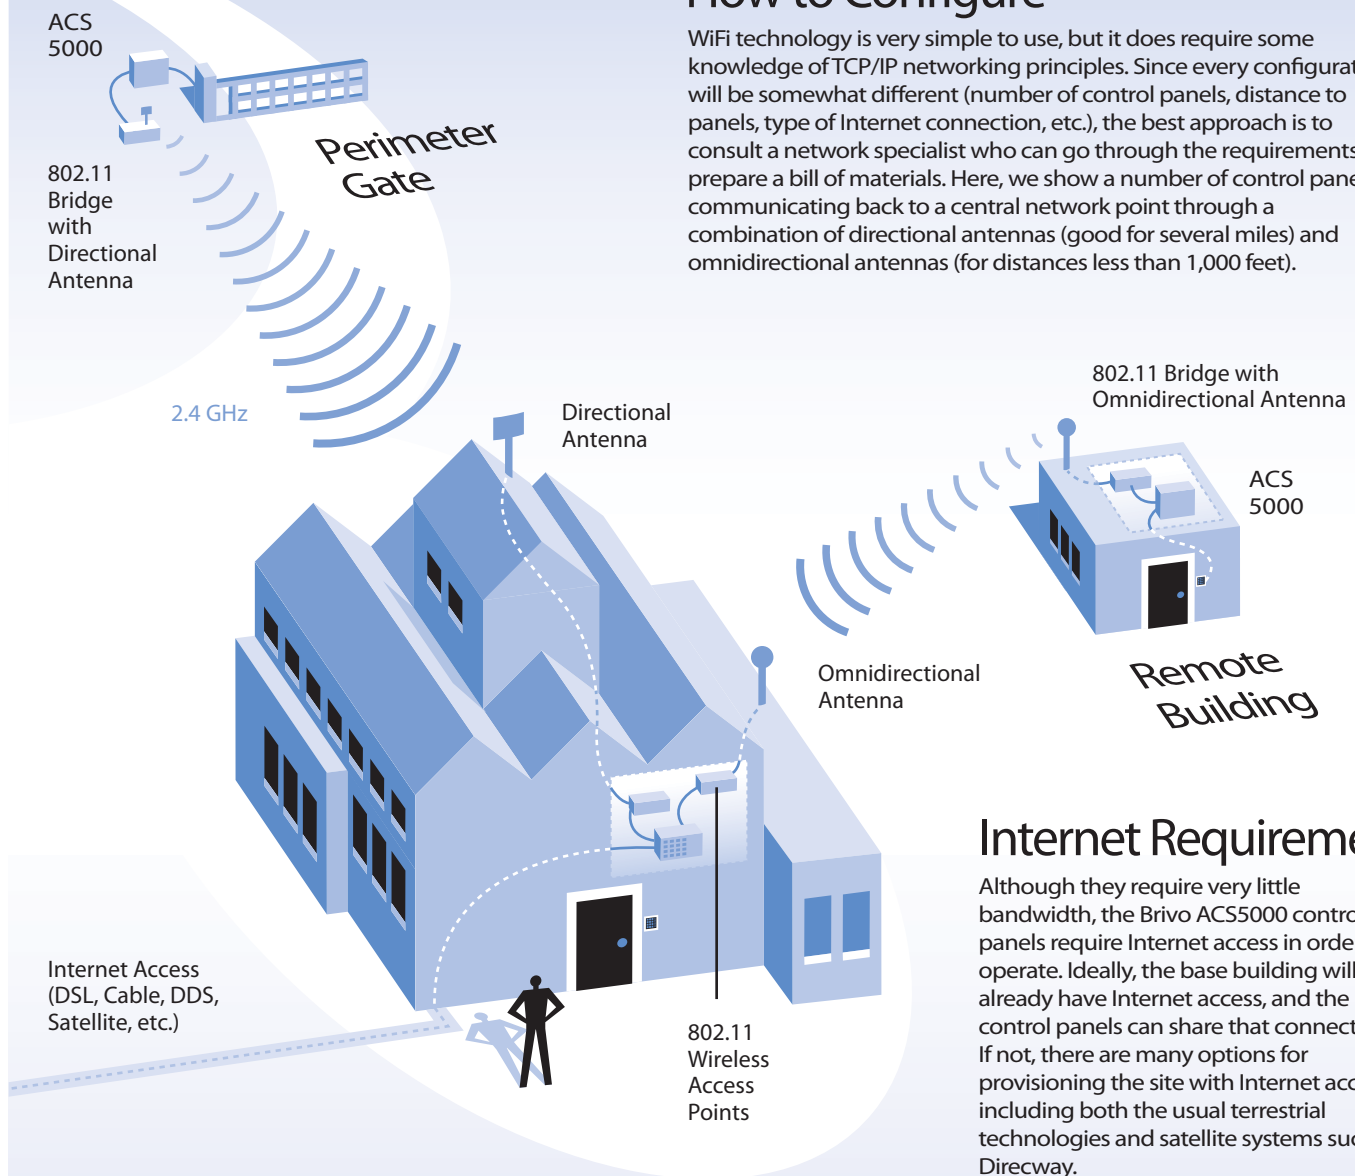 ACS
5000
802.11
Bridge
with
Directional
Antenna
Perimeter
Gate
2.4 GHz
How to Configure
WiFi technology is very simple to use, but it does require some
knowledge of TCP/IP networking principles. Since every configurat
will be somewhat different (number of control panels, distance to
panels, type of Internet connection, etc.), the best approach is to
consult a network specialist who can go through the requirements
prepare a bill of materials. Here, we show a number of control pane
communicating back to a central network point through a
combination of directional antennas (good for several miles) and
omnidirectional antennas (for distances less than 1,000 feet).
Directional
Antenna
802.11 Bridge with
Omnidirectional Antenna
ACS
5000
Omnidirectional
Antenna
Remote
Building
Internet Access
(DSL, Cable, DDS,
Satellite, etc.)
802.11
Wireless
Access
Points
Internet Requireme
Although they require very little
bandwidth, the Brivo ACS5000 contro
panels require Internet access in orde
operate. Ideally, the base building will
already have Internet access, and the
control panels can share that connect
If not, there are many options for
provisioning the site with Internet acc
including both the usual terrestrial
technologies and satellite systems suc
Direcway.